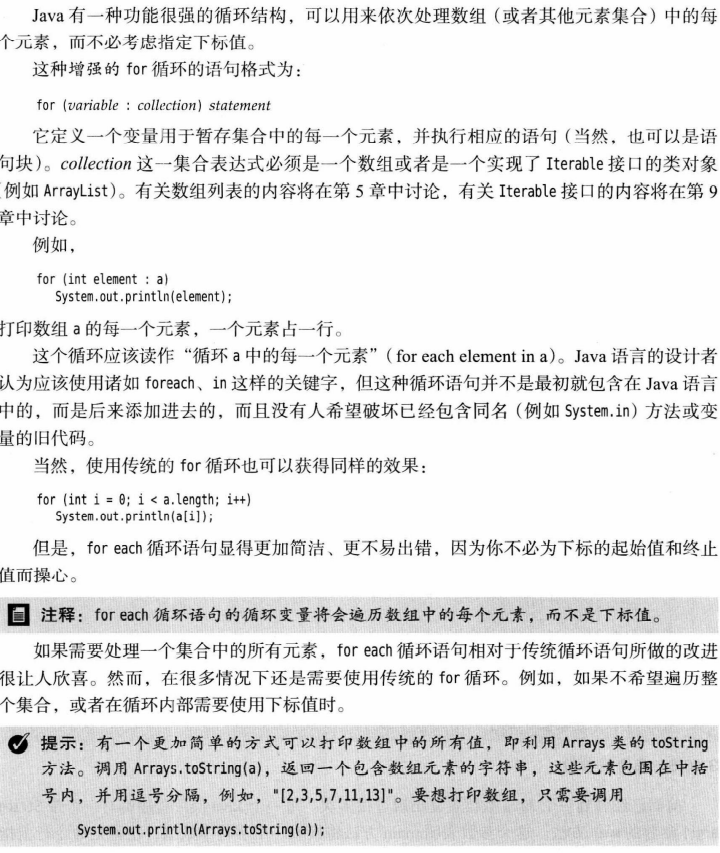 Java 有一种功能很强的循环结构，可以用来依次处理数组（或者其他元素集合）中的每
个元素，而不必考虑指定下标值。
这种增强的 for 循环的语句格式为：
for (variable : collection) statement
它定义一个变量用于暂存集合中的每一个元素，并执行相应的语句（当然，也可以是语
句块）。collection 这一集合表达式必须是一个数组或者是一个实现了 Iterable 接口的类对象
（例如 ArrayList）。有关数组列表的内容将在第 5 章中讨论，有关 Iterable 接口的内容将在第 9
章中讨论。
例如，
for (int element : a)
System.out.println(element);
打印数组 a 的每一个元素，一个元素占一行。
这个循环应该读作“循环 a 中的每一个元素”（for each element in a）。Java 语言的设计者
认为应该使用诸如 foreach、in 这样的关键字，但这种循环语句并不是最初就包含在 Java 语言
中的，而是后来添加进去的，而且没有人希望破坏已经包含同名（例如 System.in）方法或变
量的旧代码。
当然，使用传统的 for 循环也可以获得同样的效果：
for (int i = 0; i < a.length; i++)
System.out.println(a[i]);
但是，for each 循环语句显得更加简洁、更不易出错，因为你不必为下标的起始值和终止
值而操心。
注释：for each 循环语句的循环变量将会遍历数组中的每个元素，而不是下标值。
如果需要处理一个集合中的所有元素，for each 循环语句相对于传统循环语句所做的改进
很让人欣喜。然而，在很多情况下还是需要使用传统的 for 循环。例如，如果不希望遍历整
个集合，或者在循环内部需要使用下标值时。
提示：有一个更加简单的方式可以打印数组中的所有值，即利用 Arrays 类的 toString
方法。调用 Arrays.toString(a)，返回一个包含数组元素的字符串，这些元素包围在中括
号内，并用逗号分隔，例如，"[2,3,5,7,11,13]"。要想打印数组，只需要调用
System.out.println(Arrays.toString(a));